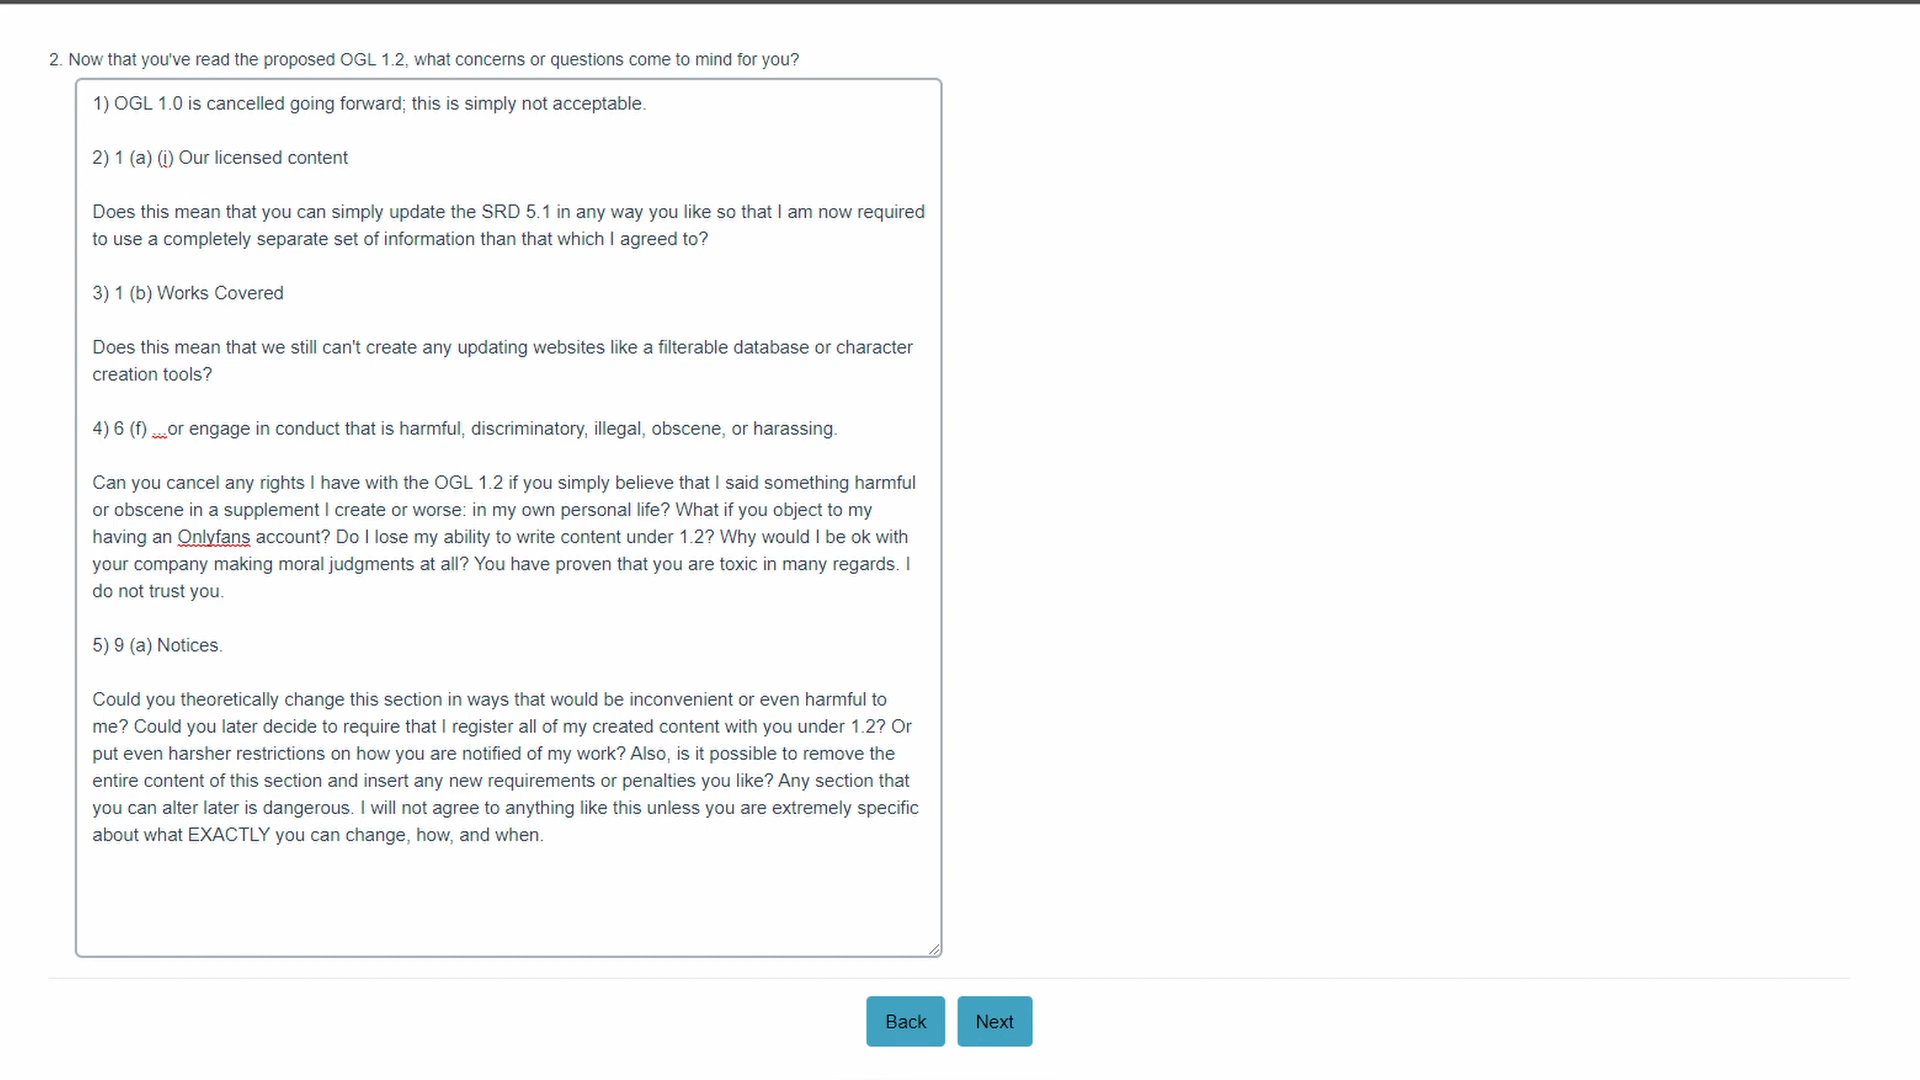 2. Now that you've read the proposed OGL 1.2, what concerns or questions come to mind for you?
1) OGL 1.0 is cancelled going forward; this is simply not acceptable.
2) 1 (a) (i) Our licensed content
Does this mean that you can simply update the SRD 5.1 in any way you like so that I am now required
to use a completely separate set of information than that which I agreed to?
3) 1 (b) Works Covered
Does this mean that we still can't create any updating websites like a filterable database or character
creation tools?
4) 6 (f) ...or engage in conduct that is harmful, discriminatory, illegal, obscene, or harassing.
Can you cancel any rights I have with the OGL 1.2 if you simply believe that I said something harmful
or obscene in a supplement I create or worse: in my own personal life? What if you object to my
having an Onlyfans account? Do I lose my ability to write content under 1.2? Why would I be ok with
your company making moral judgments at all? You have proven that you are toxic in many regards. I
do not trust you.
5) 9 (a) Notices.
Could you theoretically change this section in ways that would be inconvenient or even harmful to
me? Could you later decide to require that I register all of my created content with you under 1.2? Or
put even harsher restrictions on how you are notified of my work? Also, is it possible to remove the
entire content of this section and insert any new requirements or penalties you like? Any section that
you can alter later is dangerous. I will not agree to anything like this unless you are extremely specific
about what EXACTLY you can change, how, and when.
Back Next